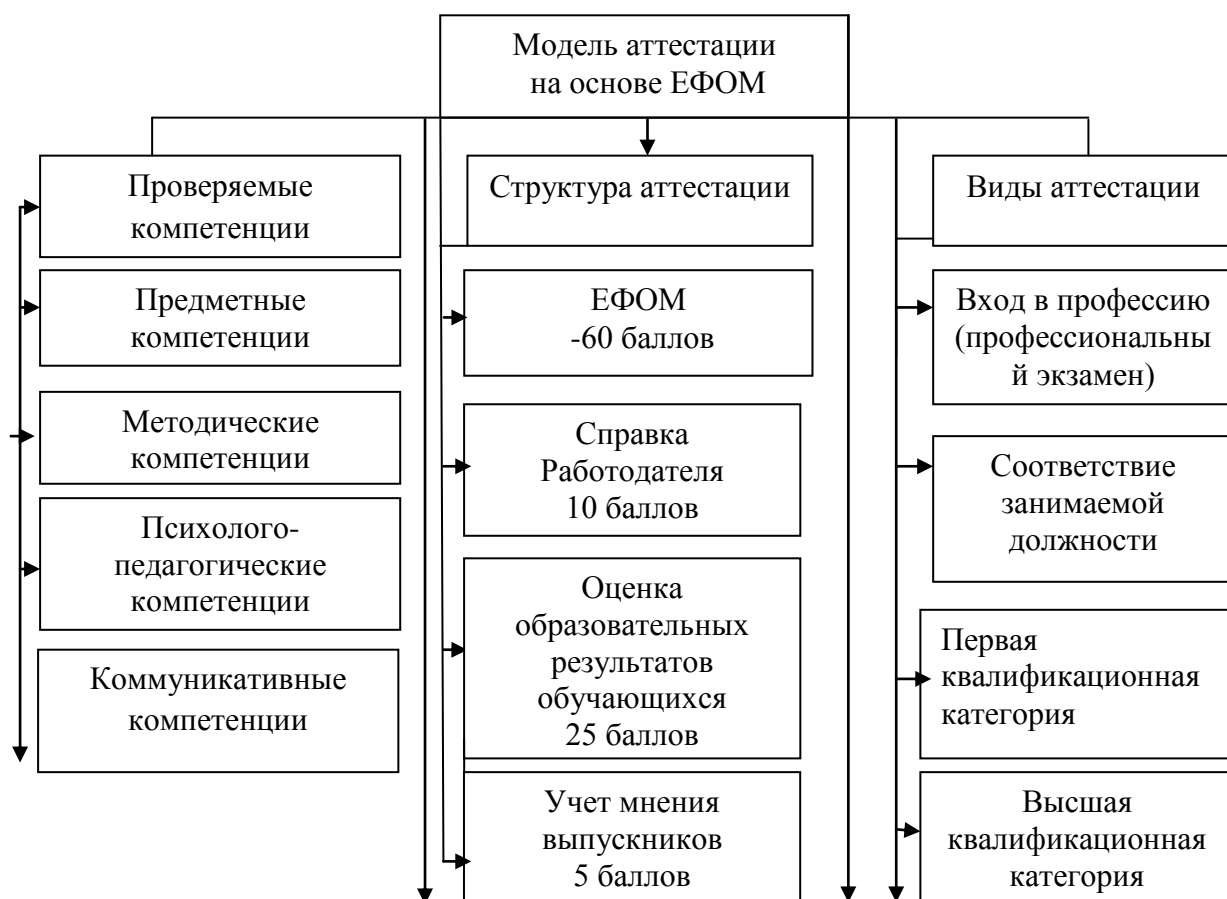 Модель аттестации
на основе ЕФОМ
Проверяемые
компетенции
Предметные
компетенции
Методические
компетенции
Психолого-
педагогические
компетенции
Коммуникативные
компетенции
Структура аттестации
ЕФОМ
-60 баллов
Справка
Работодателя
10 баллов
Оценка
образовательных
результатов
обучающихся
25 баллов
Учет мнения
выпускников
5 баллов
Виды аттестации
Вход в профессию
(профессиональны
й экзамен)
Соответствие
занимаемой
должности
Первая
квалификационная
категория
Высшая
квалификационная
категория